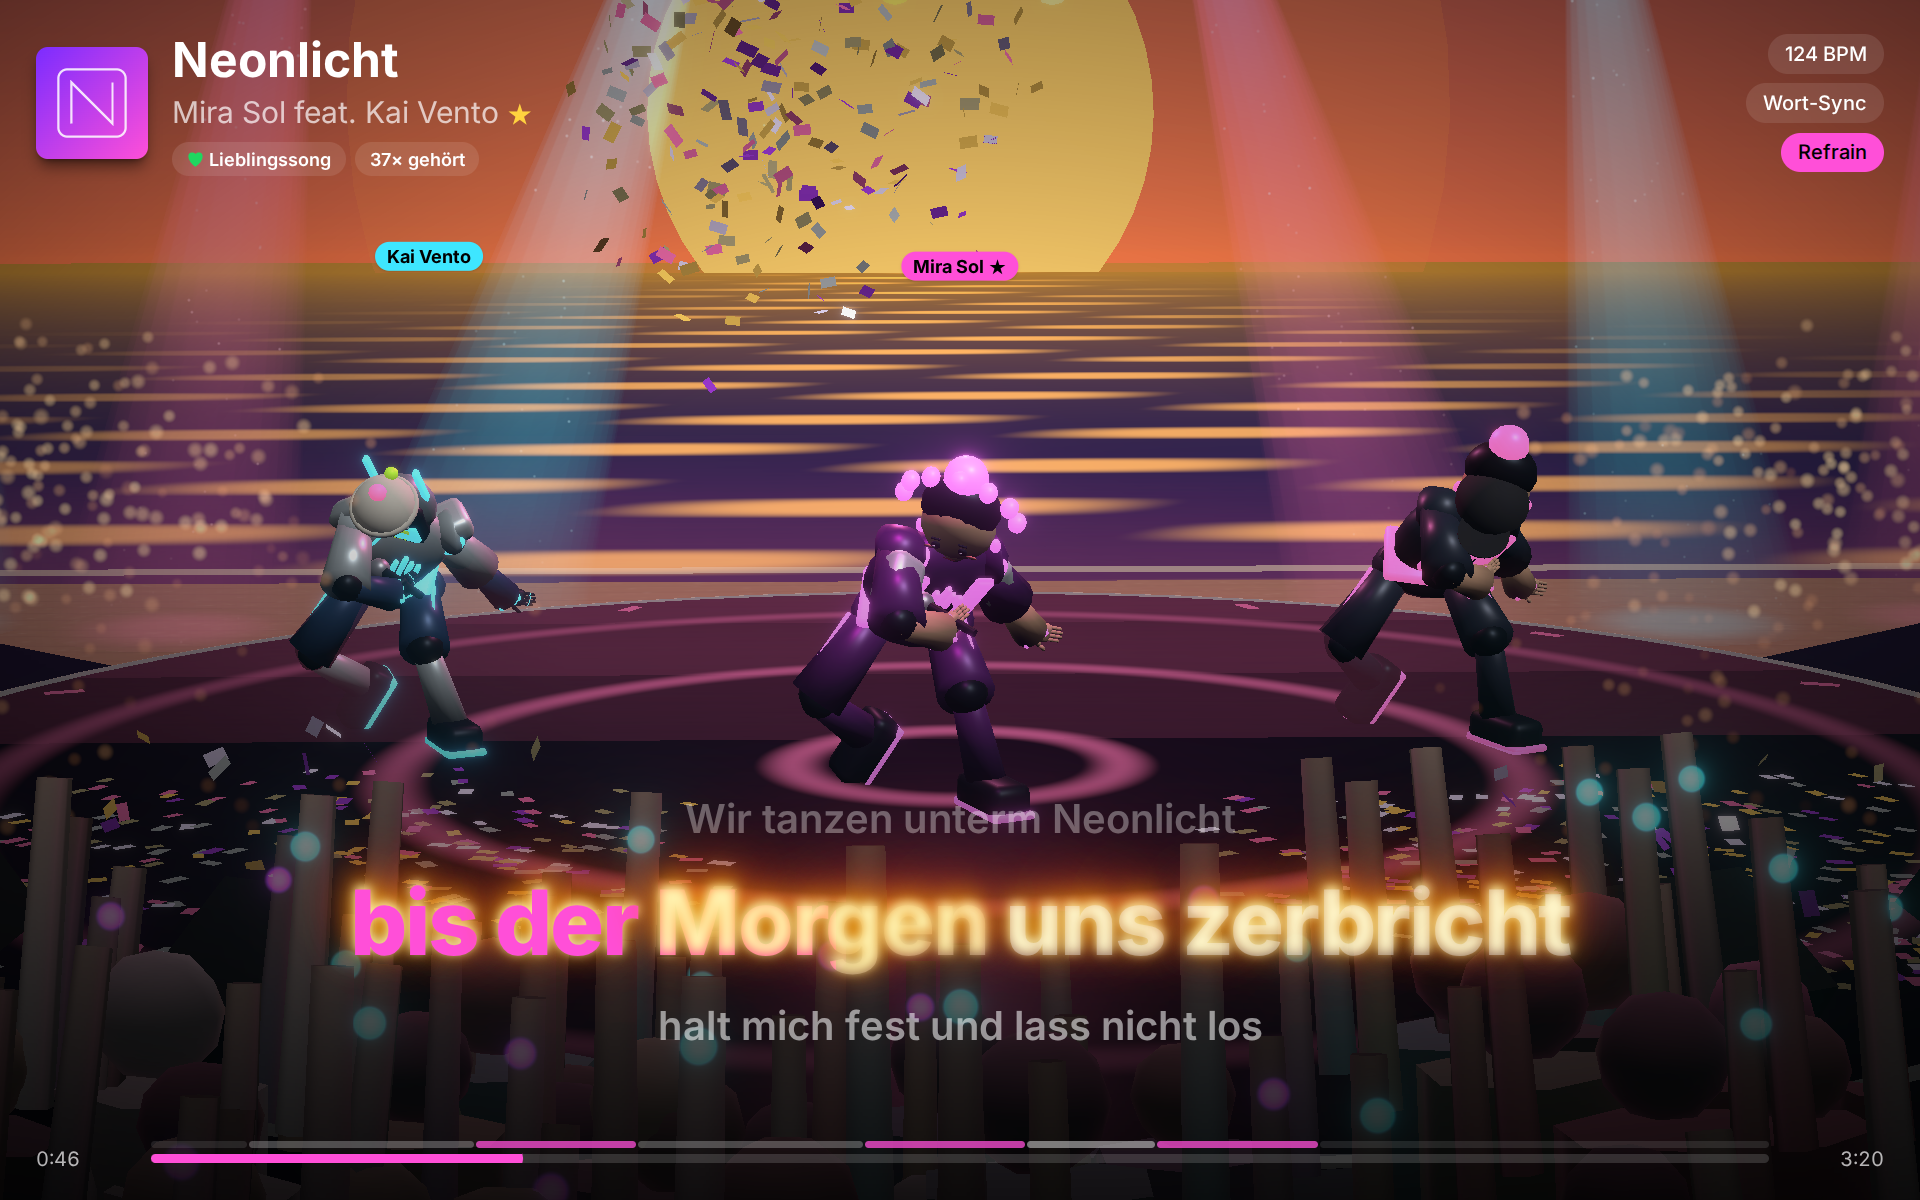 N
Neonlicht
Mira Sol feat. Kai Vento ★
Lieblingssong
37× gehört
124 BPM
Wort-Sync
Refrain
Kai Vento
Mira Sol ★
Wir tanzen unterm Neonlicht
bis der Morgen uns zerbricht
halt mich fest und lass nicht los
0:46
3:20